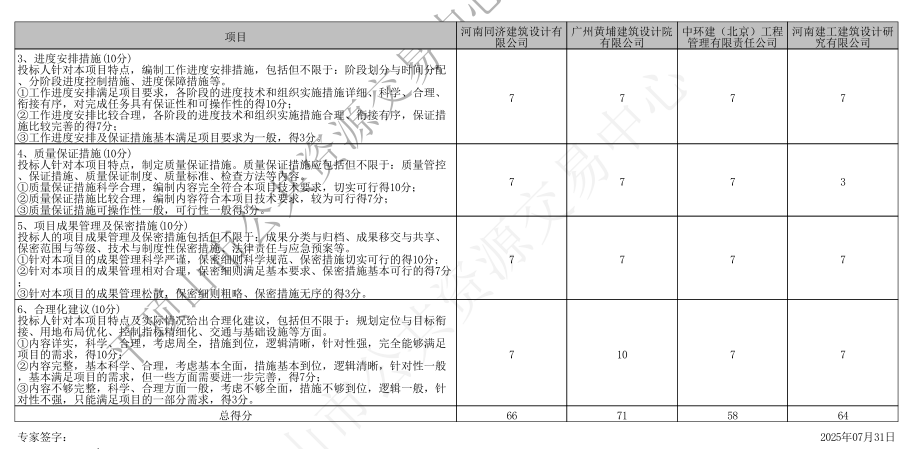 项目
河南同济建筑设计有限公司
广州黄埔建筑设计院有限公司
中环建（北京）工程管理有限责任公司
河南建工建筑设计研究有限公司
3、进度安排措施(10分)
投标人针对本项目特点，编制工作进度安排措施，包括但不限于：阶段划分与时间分配
、分阶段进度控制措施、进度保障措施等。
①工作进度安排满足项目要求，各阶段的进度技术和组织实施措施详细、科学、合理、
衔接有序，对完成任务具有保证性和可操作性的得10分；
②工作进度安排比较合理，各阶段的进度技术和组织实施措施合理、衔接有序，保证措
施比较完善的得7分；
③工作进度安排及保证措施基本满足项目要求为一般，得3分。
7 7 7 7
4、质量保证措施(10分)
投标人针对本项目特点，制定质量保证措施。质量保证措施应包括但不限于：质量管控
、保证措施、质量保证制度、质量标准、检查方法等内容。
①质量保证措施科学合理，编制内容完全符合本项目技术要求，切实可行得10分；
②质量保证措施比较合理，编制内容符合本项目技术要求，较为可行得7分；
③质量保证措施可操作性一般，可行性一般得3分。
7 7 7 3
5、项目成果管理及保密措施(10分)
投标人的项目成果管理及保密措施包括但不限于：成果分类与归档、成果移交与共享、
保密范围与等级、技术与制度性保密措施、法律责任与应急预案等。
①针对本项目的成果管理科学严谨，保密细则科学规范、保密措施切实可行的得10分；
②针对本项目的成果管理相对合理，保密细则满足基本要求、保密措施基本可行的得7分
；
③针对本项目的成果管理松散，保密细则粗略、保密措施无序的得3分。
7 7 7 7
6、合理化建议(10分)
投标人针对本项目特点及实际情况给出合理化建议，包括但不限于：规划定位与目标衔
接、用地布局优化、控制指标精细化、交通与基础设施等方面。
①内容详实，科学、合理，考虑周全，措施到位，逻辑清晰，针对性强，完全能够满足
项目的需求，得10分；
②内容完整，基本科学、合理，考虑基本全面，措施基本到位，逻辑清晰，针对性一般
，基本满足项目的需求，但一些方面需要进一步完善，得7分；
③内容不够完整，科学、合理方面一般，考虑不够全面，措施不够到位，逻辑一般，针
对性不强，只能满足项目的一部分需求，得3分。
7 10 7 7
总得分 66 71 58 64
专家签字：
2025年07月31日
平顶山市公共资源交易中心